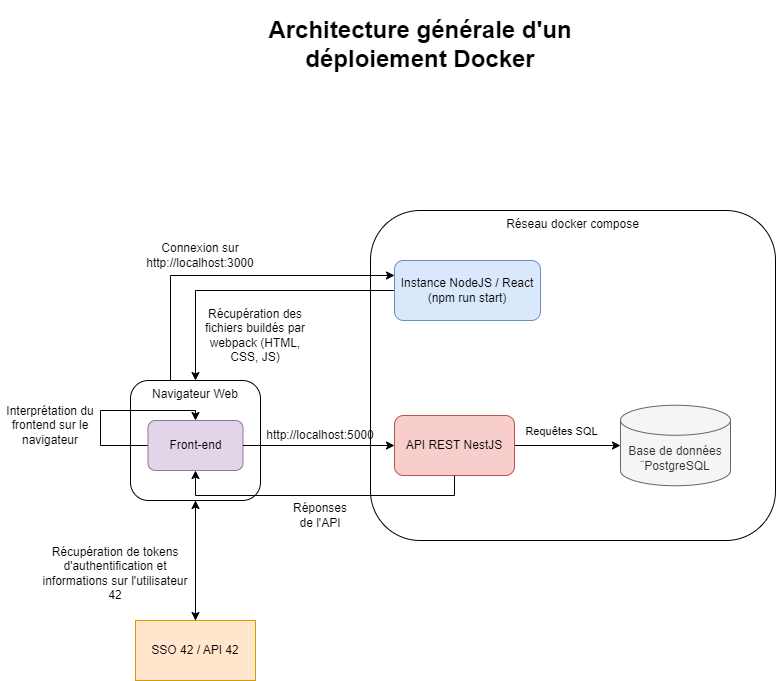 Architecture générale d'un
déploiement Docker
Réseau docker compose
Connexion sur
http://localhost:3000
Instance NodeJS / React
(npm run start)
Récupération des
fichiers buildés par
webpack (HTML,
CSS, JS)
Navigateur Web
Interprétation du
frontend sur le
navigateur
Front-end
http://localhost:5000
API REST NestJS
Requêtes SQL
Base de données
¨PostgreSQL
Réponses
de l'API
Récupération de tokens
d'authentification et
informations sur l'utilisateur
42
SSO 42 / API 42